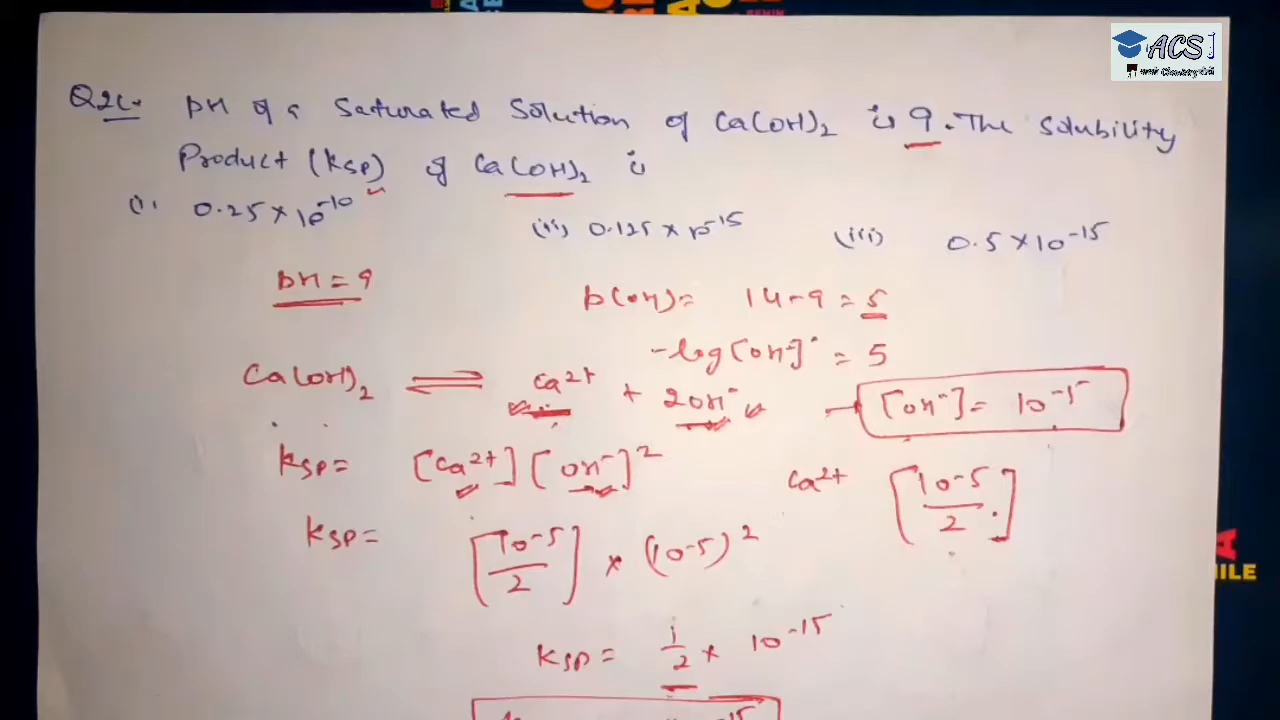 ACS
Q26. pH of a Saturated Solution of Ca(OH)2 is 9. The Solubility
Product (Ksp) of Ca(OH)2 is
(i) 0.25 × 10^-10
(ii) 0.125 × 10^-15
(iii) 0.5 × 10^-15
pH = 9
p(OH) = 14 - 9 = 5
-log[OH-] = 5
Ca(OH)2 ⇌ Ca2+ + 2OH-
→ [OH-] = 10^-5
Ksp = [Ca2+] [OH-]2
Ca2+ [10^-5 / 2]
Ksp = [10^-5 / 2] × (10^-5)2
Ksp = 1/2 × 10^-15